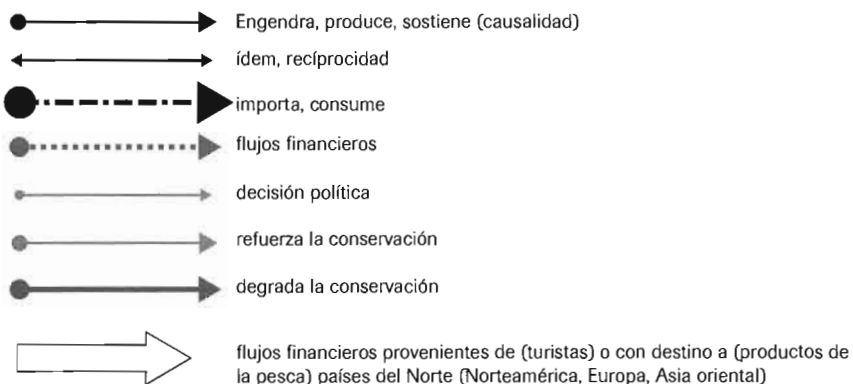 Engendra, produce, sostiene (causalidad)
ídem, recíprocidad
importa, consume
flujos financieros
decisión política
refuerza la conservación
degrada la conservación
flujos financieros provenientes de (turistas) o con destino a (productos de
la pesca) países del Norte (Norteamérica, Europa, Asia oriental)